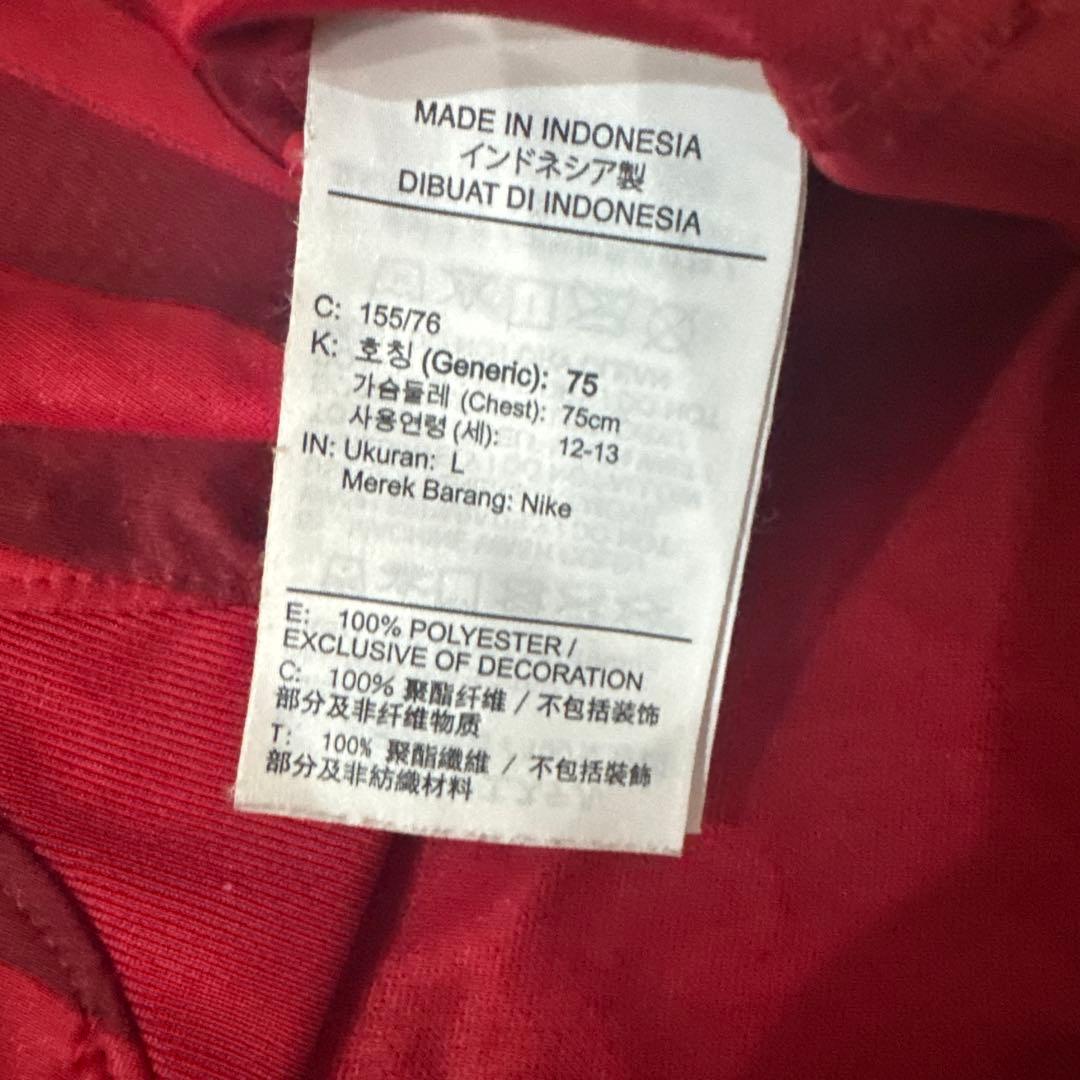 MADE IN INDONESIA
インドネシア製
DIBUAT DI INDONESIA
C: 155/76
K: 호칭 (Generic): 75
가슴둘레 (Chest): 75cm
사용연령 (세): 12-13
IN: Ukuran: L
Merek Barang: Nike
E: 100% POLYESTER /
EXCLUSIVE OF DECORATION
C: 100% 聚酯纤维 / 不包括装饰
部分及非纤维物质
T: 100% 聚酯纖維 / 不包括裝飾
部分及非紡織材料